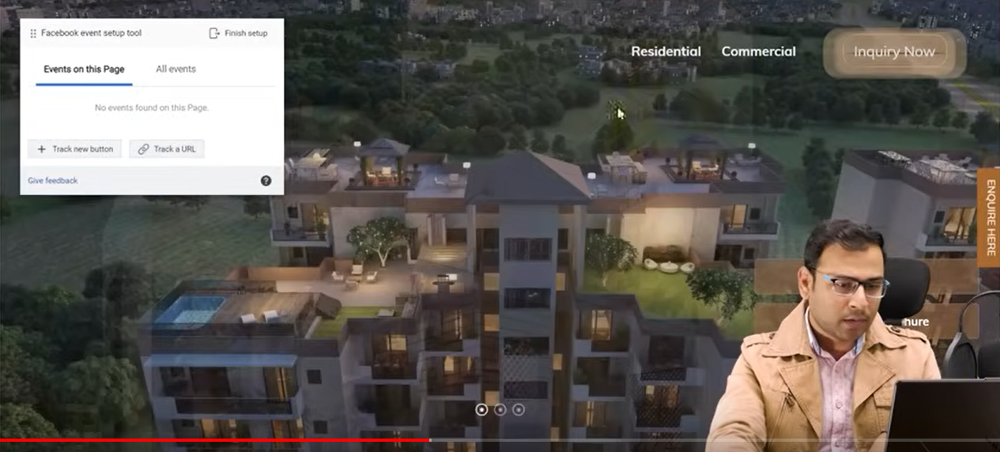 Facebook event setup tool
Finish setup
Events on this Page
All events
No events found on this Page.
+ Track new button
Track a URL
Give feedback
?
Residential
Commercial
Inquiry Now
ENQUIRE HERE
hure